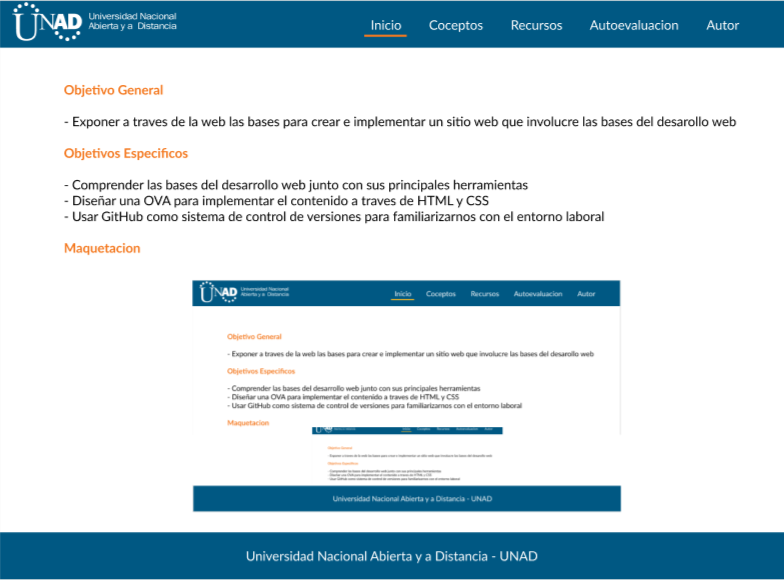 UNAD
Universidad Nacional
Abierta y a Distancia
Inicio Coceptos Recursos Autoevaluacion Autor
Objetivo General
- Exponer a traves de la web las bases para crear e implementar un sitio web que involucre las bases del desarollo web
Objetivos Especificos
- Comprender las bases del desarrollo web junto con sus principales herramientas
- Diseñar una OVA para implementar el contenido a traves de HTML y CSS
- Usar GitHub como sistema de control de versiones para familiarizarnos con el entorno laboral
Maquetacion
UNAD
Universidad Nacional
Abierta y a Distancia
Inicio Coceptos Recursos Autoevaluacion Autor
Objetivo General
- Exponer a traves de la web las bases para crear e implementar un sitio web que involucre las bases del desarollo web
Objetivos Especificos
- Comprender las bases del desarrollo web junto con sus principales herramientas
- Diseñar una OVA para implementar el contenido a traves de HTML y CSS
- Usar GitHub como sistema de control de versiones para familiarizarnos con el entorno laboral
Maquetacion
Universidad Nacional Abierta y a Distancia - UNAD
Universidad Nacional Abierta y a Distancia - UNAD